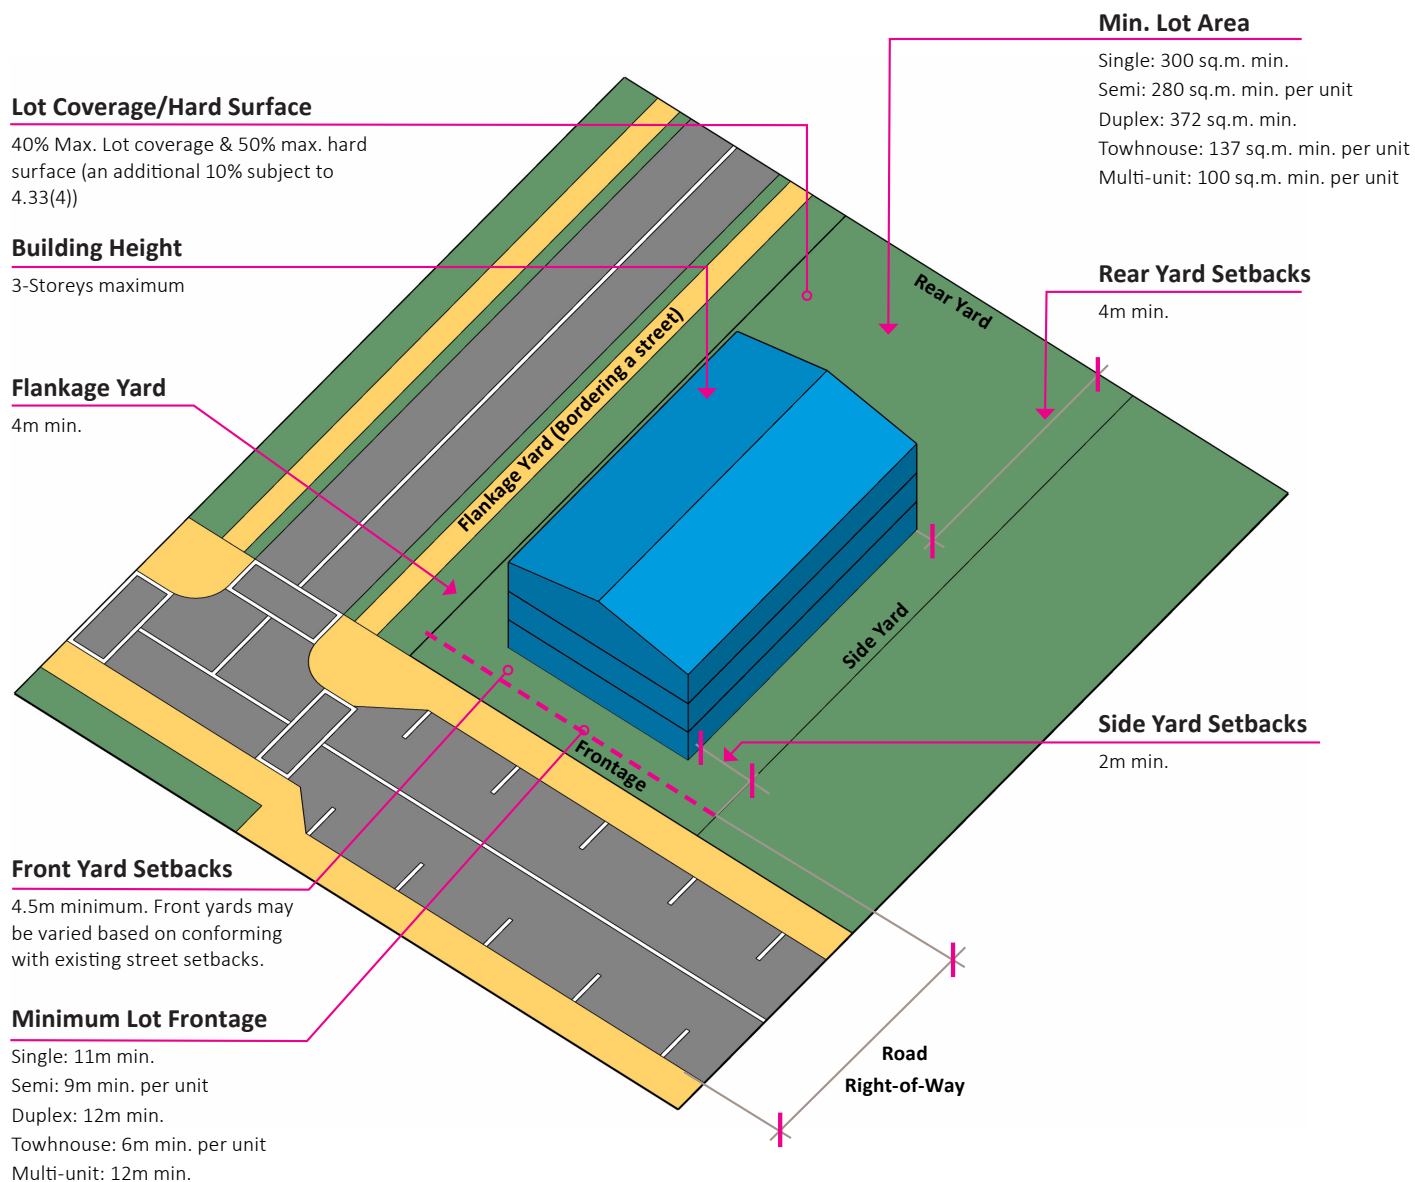 Lot Coverage/Hard Surface
40% Max. Lot coverage & 50% max. hard
surface (an additional 10% subject to
4.33(4))
Building Height
3-Storeys maximum
Flankage Yard
4m min.
Front Yard Setbacks
4.5m minimum. Front yards may
be varied based on conforming
with existing street setbacks.
Minimum Lot Frontage
Single: 11m min.
Semi: 9m min. per unit
Duplex: 12m min.
Towhnouse: 6m min. per unit
Multi-unit: 12m min.
Flankage Yard (Bordering a street)
Rear Yard
Side Yard
Frontage
Road
Right-of-Way
Min. Lot Area
Single: 300 sq.m. min.
Semi: 280 sq.m. min. per unit
Duplex: 372 sq.m. min.
Towhnouse: 137 sq.m. min. per unit
Multi-unit: 100 sq.m. min. per unit
Rear Yard Setbacks
4m min.
Side Yard Setbacks
2m min.